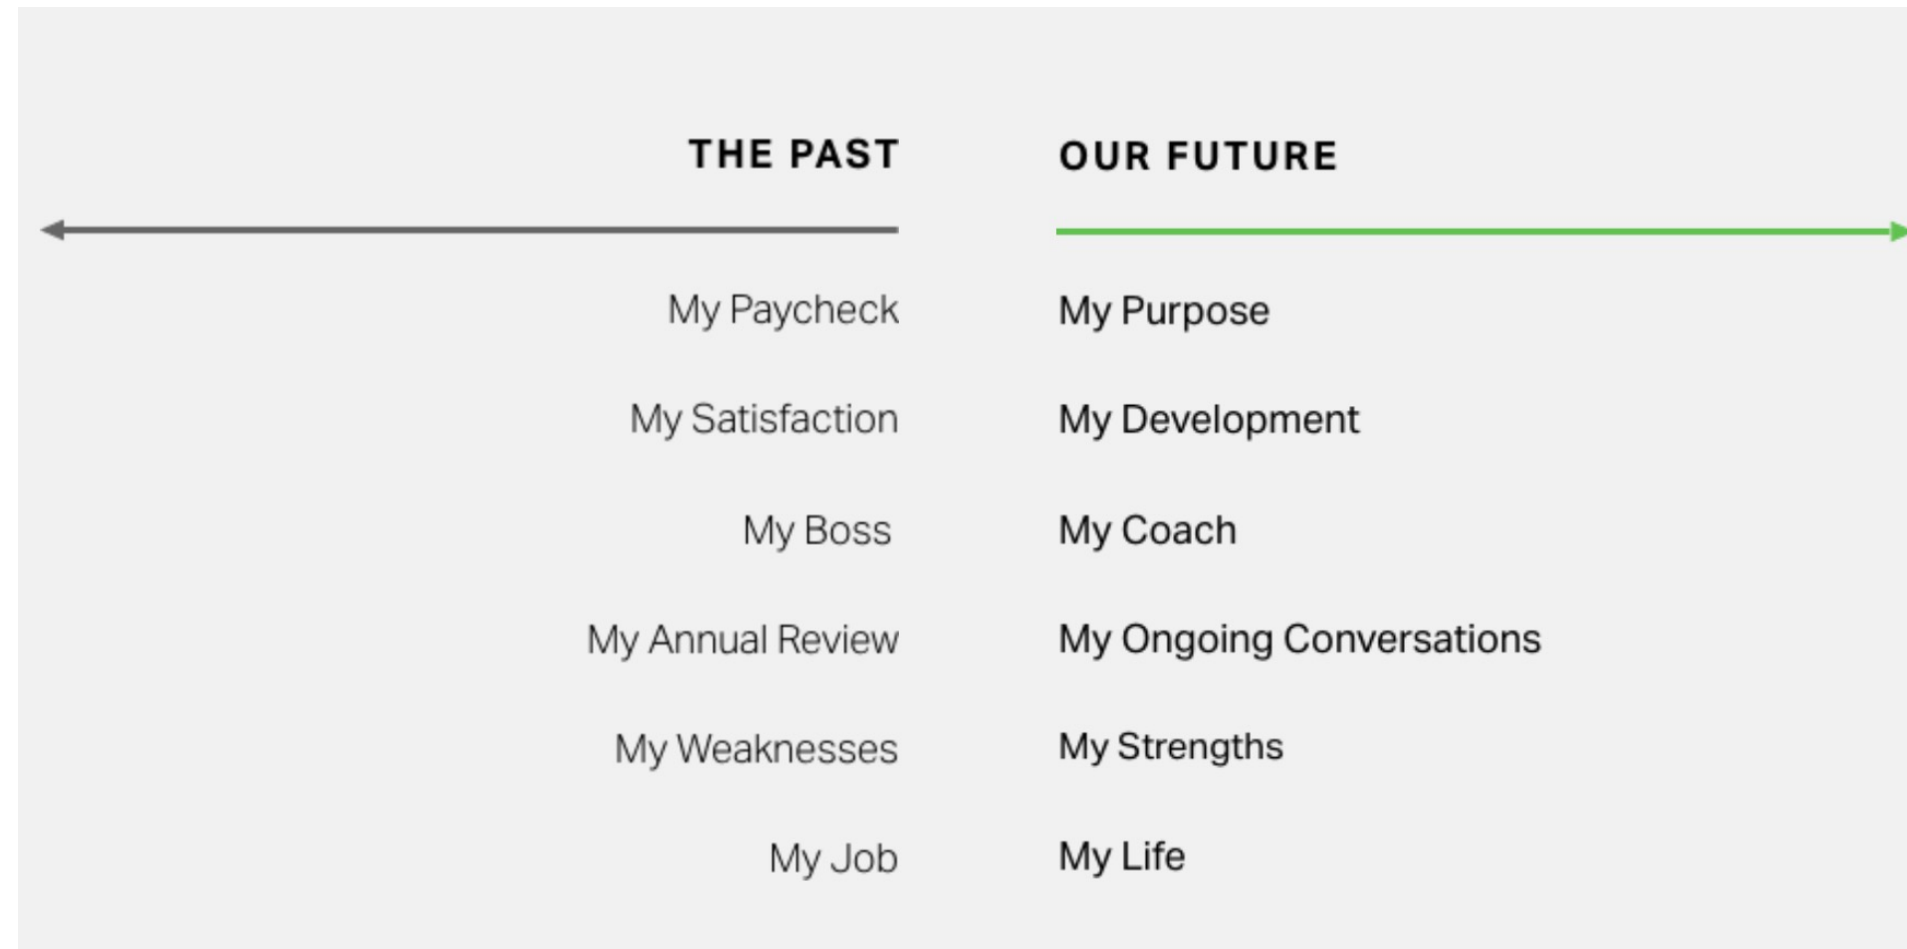 THE PAST
OUR FUTURE
My Paycheck
My Purpose
My Satisfaction
My Development
My Boss
My Coach
My Annual Review
My Ongoing Conversations
My Weaknesses
My Strengths
My Job
My Life